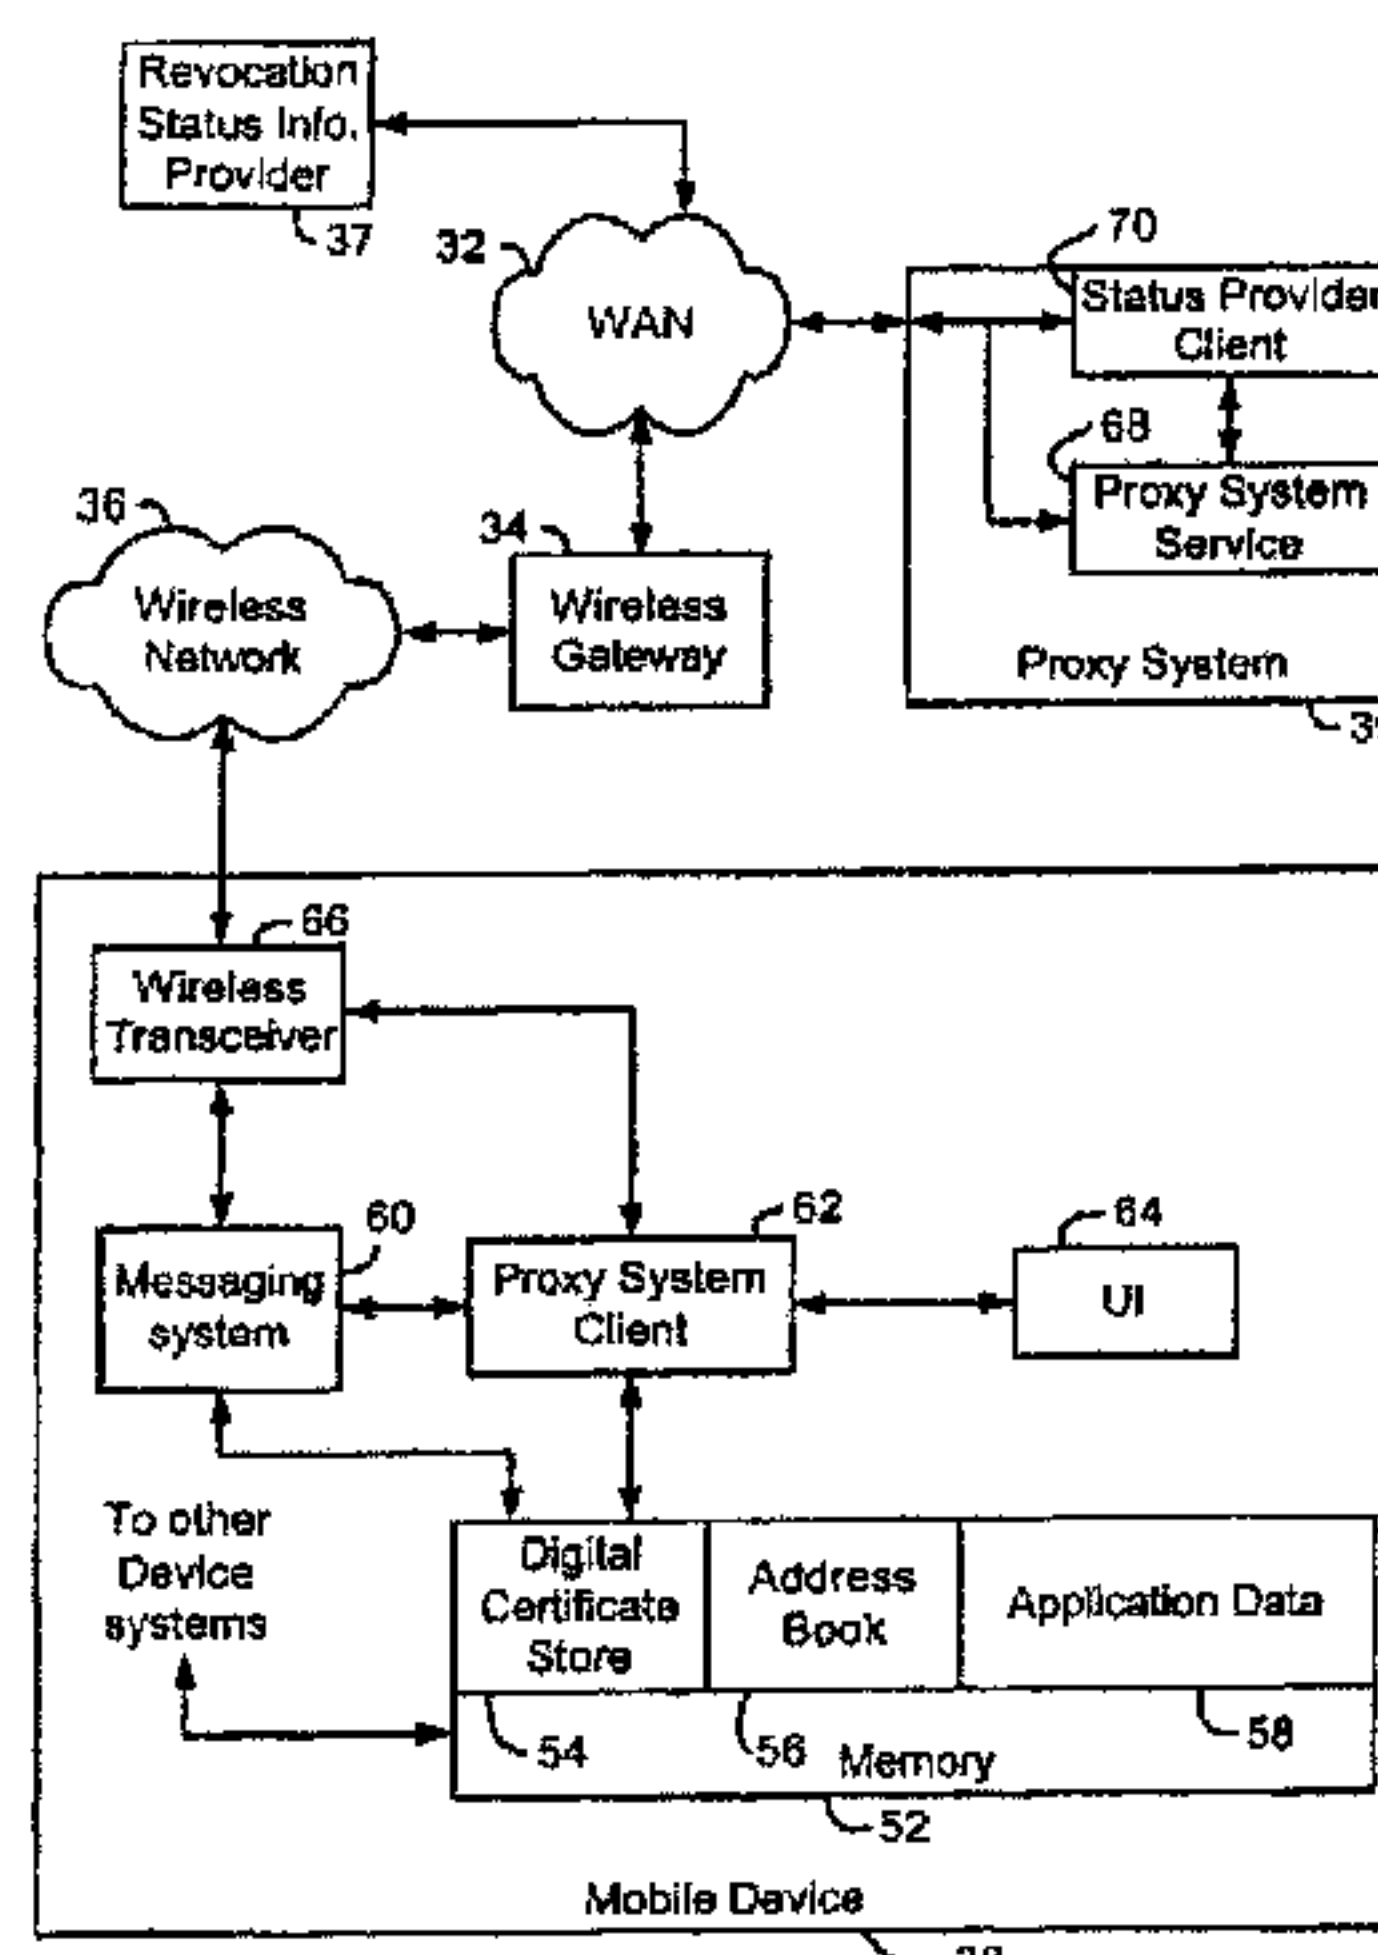 Revocation
Status Info.
Provider
37
32
WAN
70
Status Provider
Client
68
Proxy System
Service
Proxy System
36
Wireless
Network
34
Wireless
Gateway
66
Wireless
Transceiver
60
Messaging
system
62
Proxy System
Client
64
UI
To other
Device
systems
Digital
Certificate
Store
Address
Book
Application Data
54
56
Memory
58
52
Mobile Device